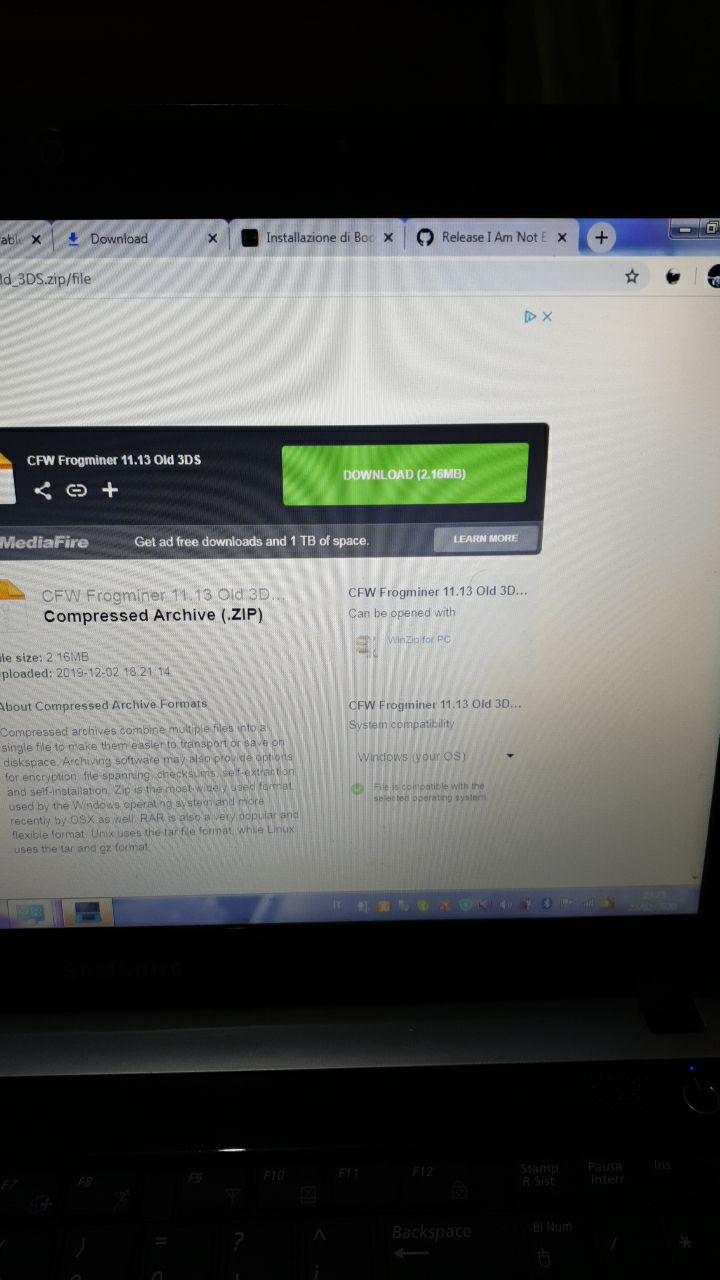 Download
Installazione di Boo
Release I Am Not E
ld_3DS.zip/file
CFW Frogminer 11.13 Old 3DS
DOWNLOAD (2.16MB)
MediaFire
Get ad free downloads and 1 TB of space.
LEARN MORE
CFW Frogminer 11.13 Old 3D...
Compressed Archive (.ZIP)
ile size: 2.16MB
ploaded: 2019-12-02 18:21:14
About Compressed Archive Formats
Compressed archives combine multiple files into a
single file to make them easier to transport or save on
diskspace. Archiving software may also provide options
for encryption, file spanning, checksums, self-extraction,
and self-installation. Zip is the most-widely used format
used by the Windows operating system and more
recently by OSX as well. RAR is also a very popular and
flexible format. Unix uses the tar file format, while Linux
uses the tar and gz format.
CFW Frogminer 11.13 Old 3D...
Can be opened with
WinZip for PC
CFW Frogminer 11.13 Old 3D...
System compatibility
Windows (your OS)
File is compatible with the
selected operating system.
IT
SAMSUNG
F7
F8
F9
F10
F11
F12
Stamp
R Sist
Pausa
Interr
Ins
)
=
?
^
Backspace
Bl Num
/
*